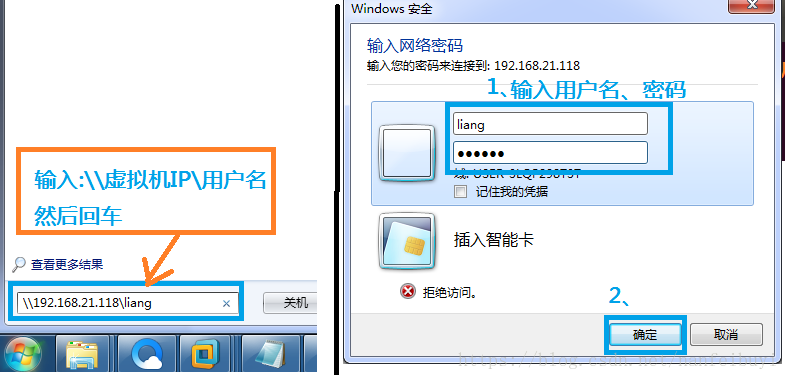 输入:\\虚拟机IP\用户名
然后回车
查看更多结果
\\192.168.21.118\liang
关机
Windows 安全
输入网络密码
输入您的密码来连接到: 192.168.21.118
1、输入用户名、密码
liang
●●●●●●
记住我的凭据
插入智能卡
拒绝访问。
2、
确定
取消